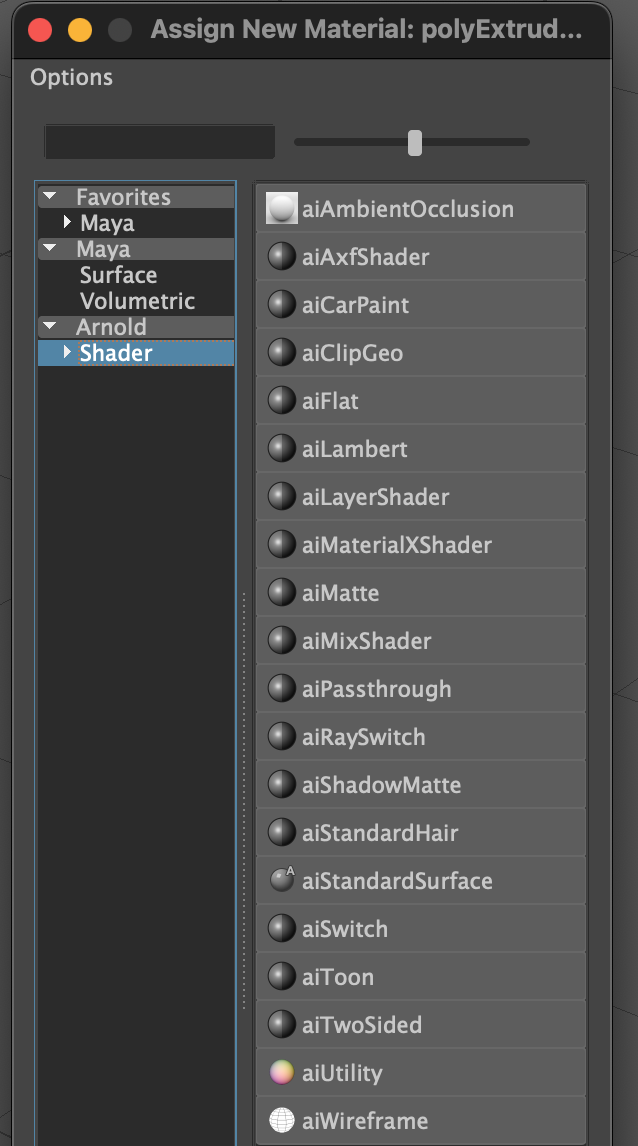 Assign New Material: polyExtrud...
Options
Favorites
Maya
Maya
Surface
Volumetric
Arnold
Shader
aiAmbientOcclusion
aiAxfShader
aiCarPaint
aiClipGeo
aiFlat
aiLambert
aiLayerShader
aiMaterialXShader
aiMatte
aiMixShader
aiPassthrough
aiRaySwitch
aiShadowMatte
aiStandardHair
A
aiStandardSurface
aiSwitch
aiToon
aiTwoSided
aiUtility
aiWireframe